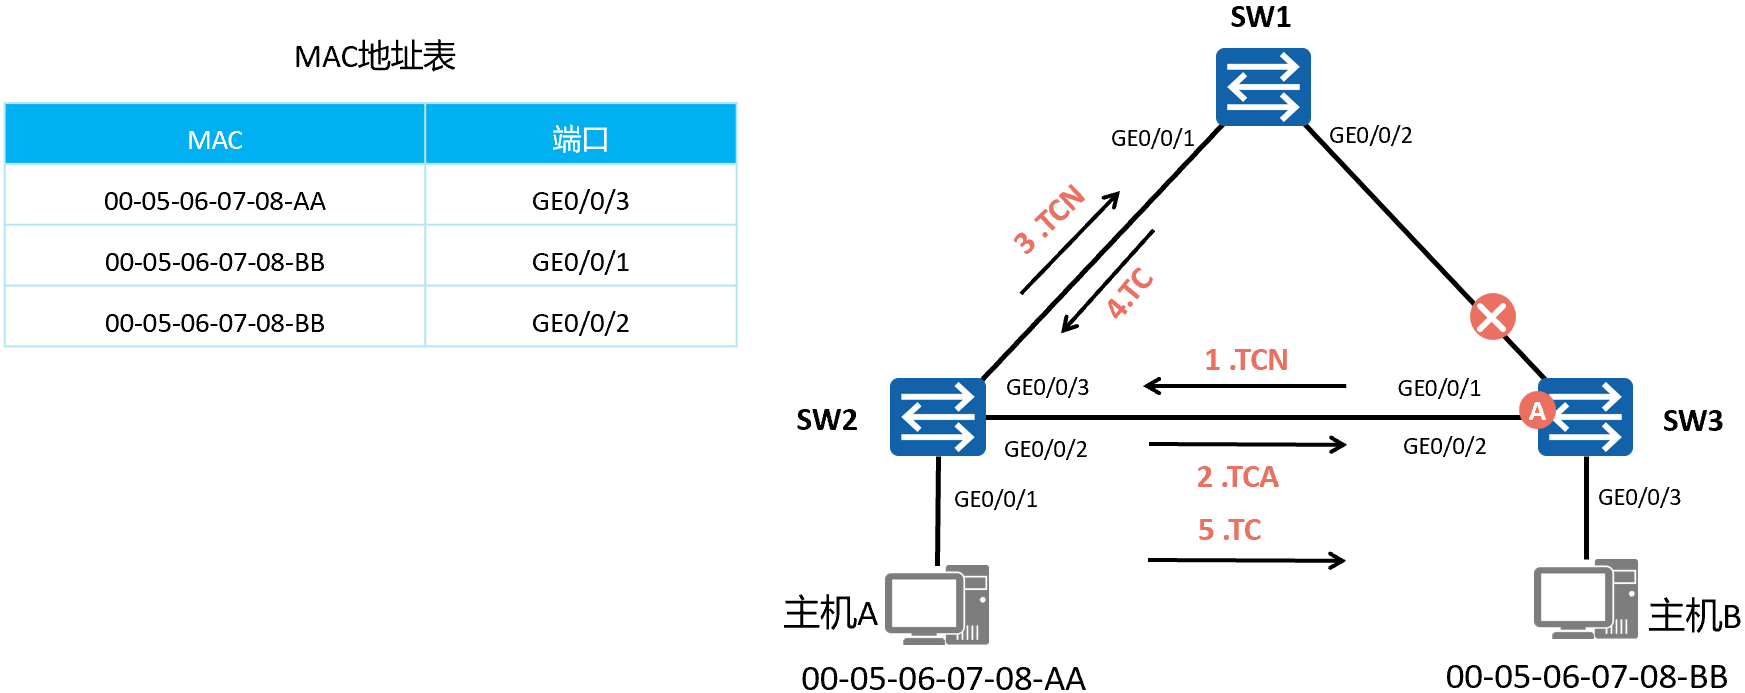 MAC地址表
MAC 端口
00-05-06-07-08-AA GE0/0/3
00-05-06-07-08-BB GE0/0/1
00-05-06-07-08-BB GE0/0/2
SW1
GE0/0/1
GE0/0/2
3 .TCN
4.TC
1 .TCN
GE0/0/3
GE0/0/1
SW2
A
SW3
GE0/0/2
GE0/0/2
2 .TCA
GE0/0/1
GE0/0/3
5 .TC
主机A
主机B
00-05-06-07-08-AA
00-05-06-07-08-BB